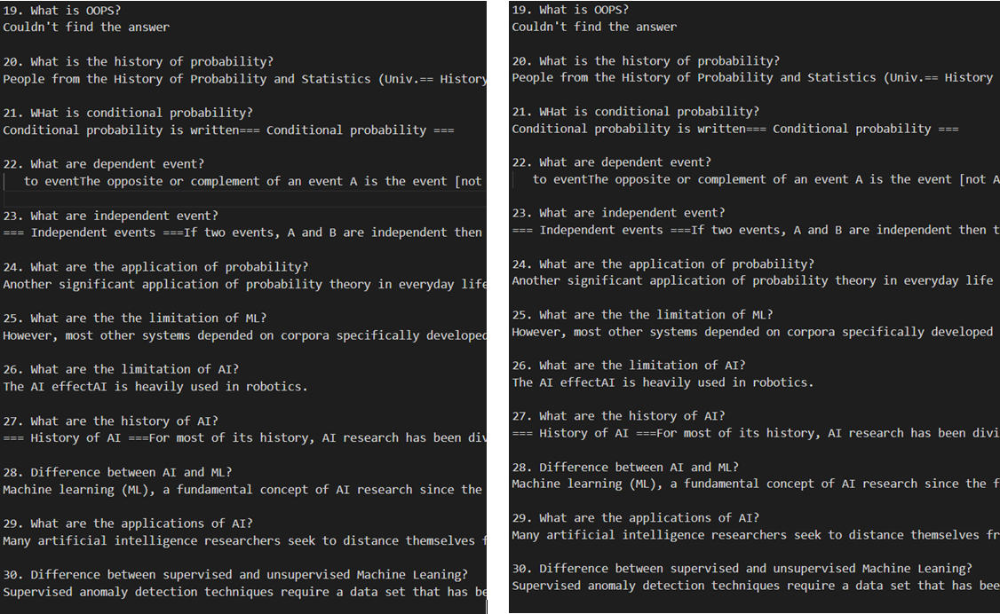 19. What is OOPS?
Couldn't find the answer
20. What is the history of probability?
People from the History of Probability and Statistics (Univ.== History
21. WHat is conditional probability?
Conditional probability is written=== Conditional probability ===
22. What are dependent event?
to eventThe opposite or complement of an event A is the event [not
23. What are independent event?
=== Independent events ===If two events, A and B are independent then
24. What are the application of probability?
Another significant application of probability theory in everyday life
25. What are the the limitation of ML?
However, most other systems depended on corpora specifically developed
26. What are the limitation of AI?
The AI effectAI is heavily used in robotics.
27. What are the history of AI?
=== History of AI ===For most of its history, AI research has been div
28. Difference between AI and ML?
Machine learning (ML), a fundamental concept of AI research since the
29. What are the applications of AI?
Many artificial intelligence researchers seek to distance themselves f
30. Difference between supervised and unsupervised Machine Leaning?
Supervised anomaly detection techniques require a data set that has be
19. What is OOPS?
Couldn't find the answer
20. What is the history of probability?
People from the History of Probability and Statistics (Univ.== History
21. WHat is conditional probability?
Conditional probability is written=== Conditional probability ===
22. What are dependent event?
to eventThe opposite or complement of an event A is the event [not A
23. What are independent event?
=== Independent events ===If two events, A and B are independent then t
24. What are the application of probability?
Another significant application of probability theory in everyday life
25. What are the the limitation of ML?
However, most other systems depended on corpora specifically developed
26. What are the limitation of AI?
The AI effectAI is heavily used in robotics.
27. What are the history of AI?
=== History of AI ===For most of its history, AI research has been divi
28. Difference between AI and ML?
Machine learning (ML), a fundamental concept of AI research since the f
29. What are the applications of AI?
Many artificial intelligence researchers seek to distance themselves fr
30. Difference between supervised and unsupervised Machine Leaning?
Supervised anomaly detection techniques require a data set that has bee